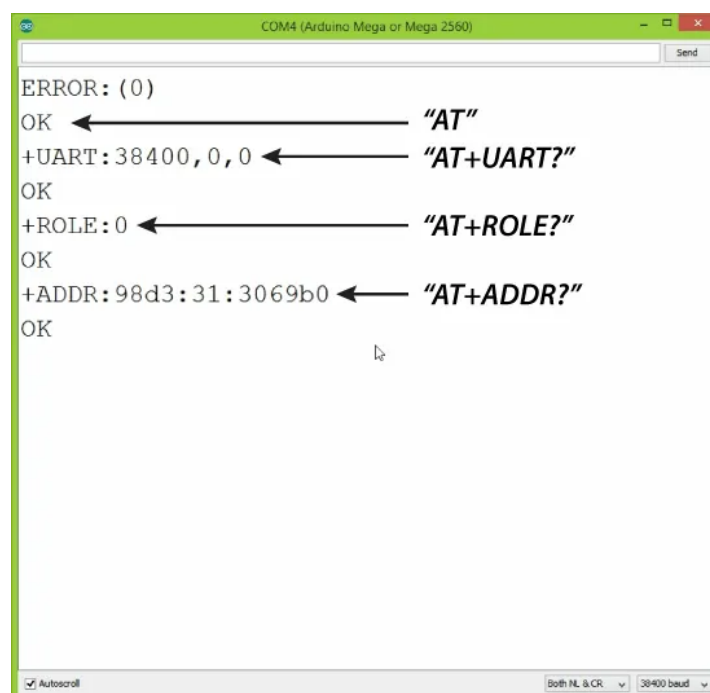 COM4 (Arduino Mega or Mega 2560)
Send
ERROR:(0)
OK "AT"
+UART:38400,0,0 "AT+UART?"
OK
+ROLE:0 "AT+ROLE?"
OK
+ADDR:98d3:31:3069b0 "AT+ADDR?"
OK
Autoscroll Both NL & CR 38400 baud